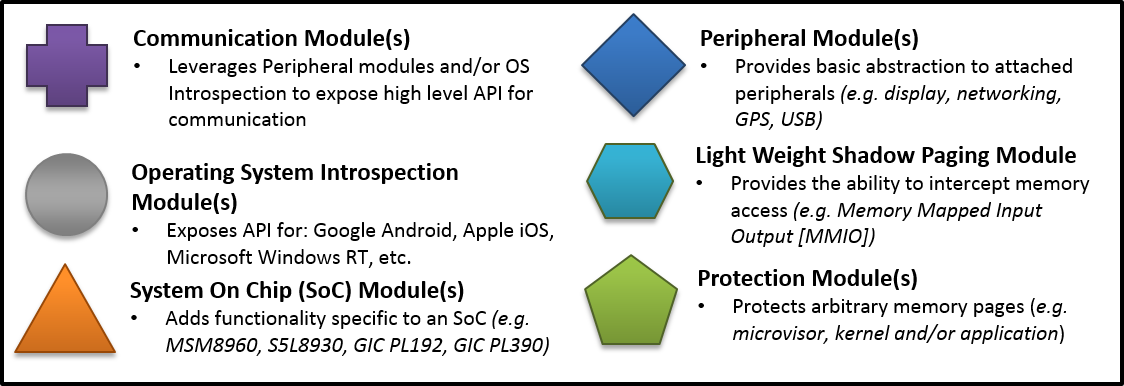 Communication Module(s)
• Leverages Peripheral modules and/or OS
Introspection to expose high level API for
communication
Operating System Introspection
Module(s)
• Exposes API for: Google Android, Apple iOS,
Microsoft Windows RT, etc.
System On Chip (SoC) Module(s)
• Adds functionality specific to an SoC (e.g.
MSM8960, S5L8930, GIC PL192, GIC PL390)
Peripheral Module(s)
• Provides basic abstraction to attached
peripherals (e.g. display, networking,
GPS, USB)
Light Weight Shadow Paging Module
• Provides the ability to intercept memory
access (e.g. Memory Mapped Input
Output [MMIO])
Protection Module(s)
• Protects arbitrary memory pages (e.g.
microvisor, kernel and/or application)